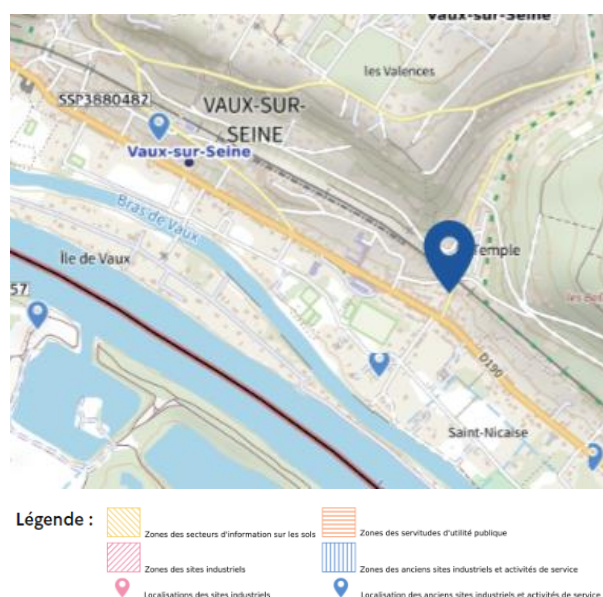 Vaux-sur-Seine
les Valences
SSP3880482
VAUX-SUR-
SEINE
Vaux-sur-Seine
Bras de Vaux
Temple
Île de Vaux
57
les
D190
Saint-Nicaise
Légende :
Zones des secteurs d'information sur les sols
Zones des servitudes d'utilité publique
Zones des sites industriels
Zones des anciens sites industriels et activités de service
Localisations des sites industriels
Localisation des anciens sites industriels et activités de service